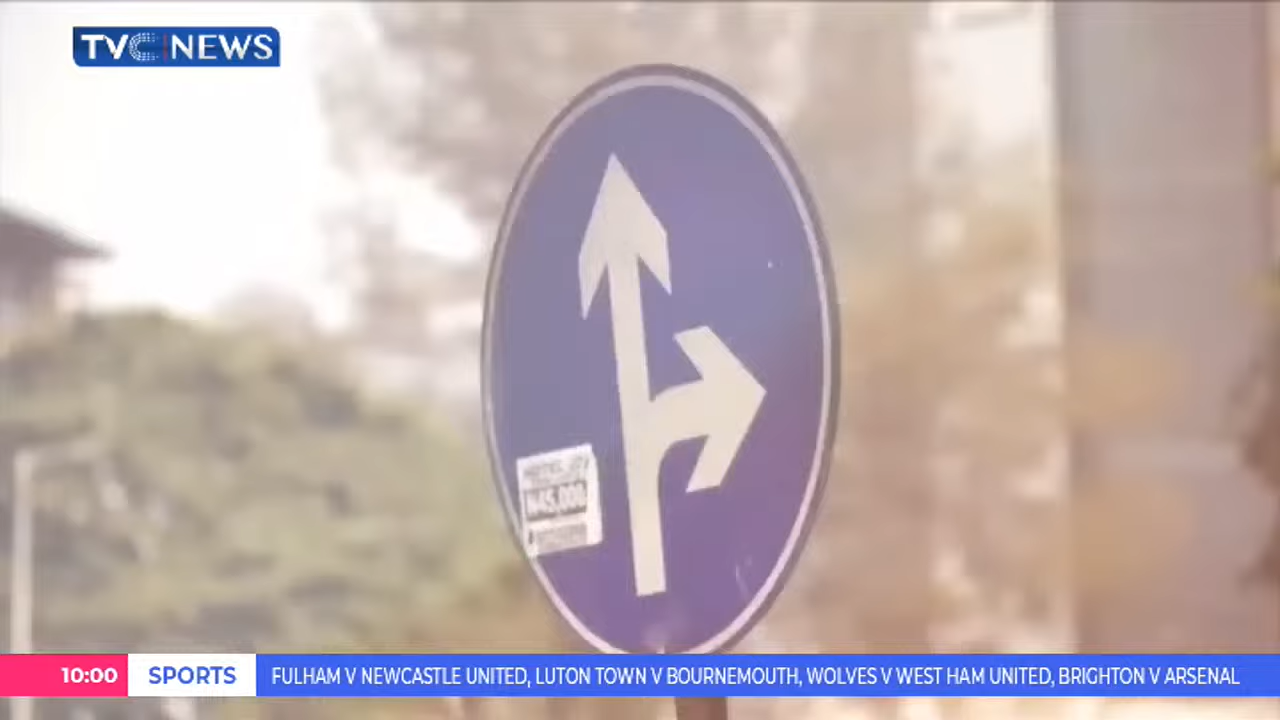 TVC NEWS
₦45,000
10:00 SPORTS FULHAM V NEWCASTLE UNITED, LUTON TOWN V BOURNEMOUTH, WOLVES V WEST HAM UNITED, BRIGHTON V ARSENAL